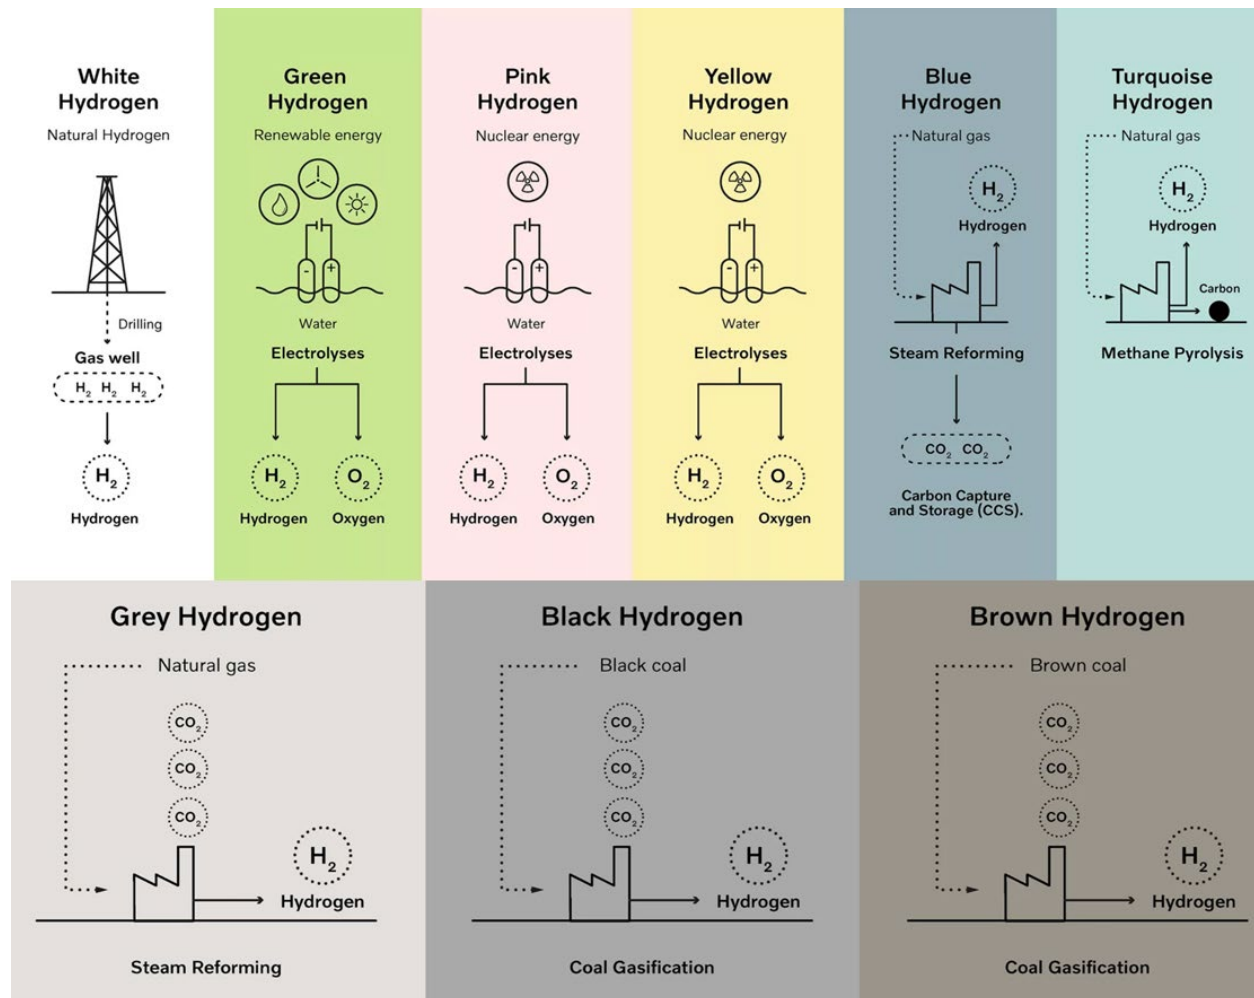 White
Hydrogen
Natural Hydrogen
Drilling
Gas well
H₂ H₂ H₂
H₂
Hydrogen
Green
Hydrogen
Renewable energy
- +
Water
Electrolyses
H₂ O₂
Hydrogen Oxygen
Pink
Hydrogen
Nuclear energy
- +
Water
Electrolyses
H₂ O₂
Hydrogen Oxygen
Yellow
Hydrogen
Nuclear energy
- +
Water
Electrolyses
H₂ O₂
Hydrogen Oxygen
Blue
Hydrogen
Natural gas
H₂
Hydrogen
Steam Reforming
CO₂ CO₂
Carbon Capture
and Storage (CCS).
Turquoise
Hydrogen
Natural gas
H₂
Hydrogen
Carbon
Methane Pyrolysis
Grey Hydrogen
Natural gas
CO₂
CO₂
CO₂
H₂
Hydrogen
Steam Reforming
Black Hydrogen
Black coal
CO₂
CO₂
CO₂
H₂
Hydrogen
Coal Gasification
Brown Hydrogen
Brown coal
CO₂
CO₂
CO₂
H₂
Hydrogen
Coal Gasification